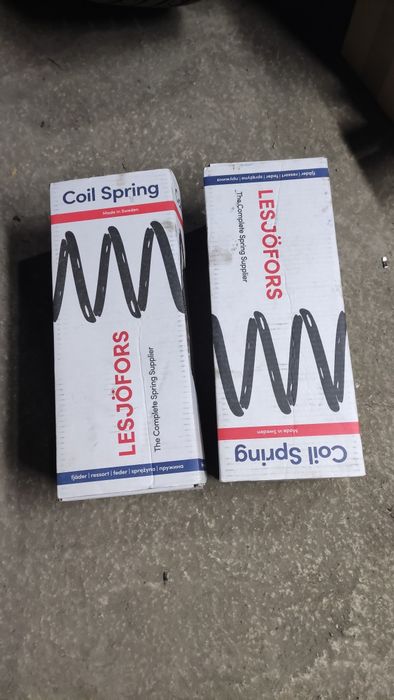 Coil Spring
Made in Sweden
LESJÖFORS
The Complete Spring Supplier
fjäder | ressort | feder | sprężyna | пружина
fjäder | ressort | feder | sprężyna | пружина
LESJÖFORS
The Complete Spring Supplier
Made in Sweden
Coil Spring